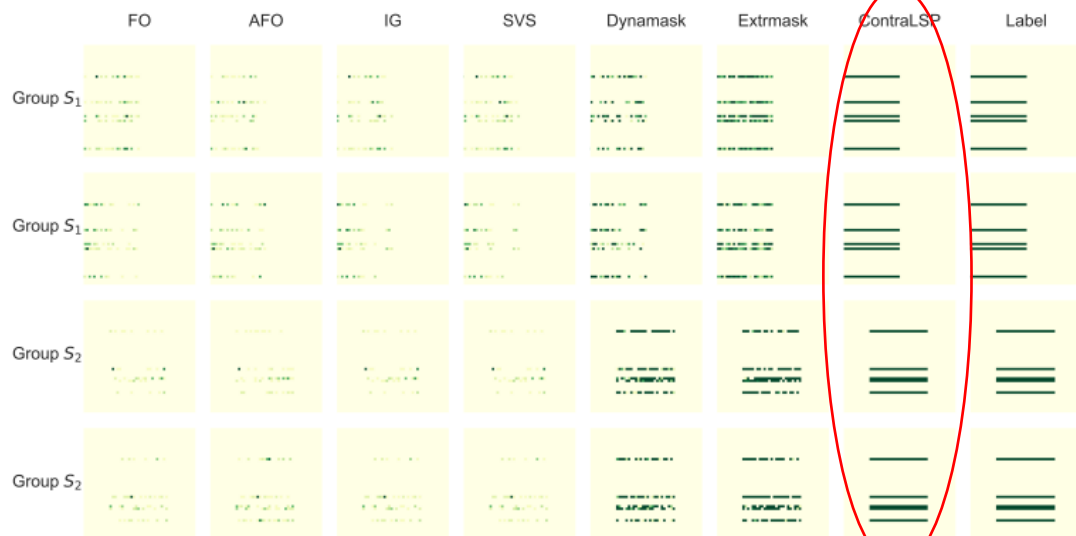 FO AFO IG SVS Dynamask Extrmask ContraLSP Label
Group S₁
Group S₁
Group S₂
Group S₂